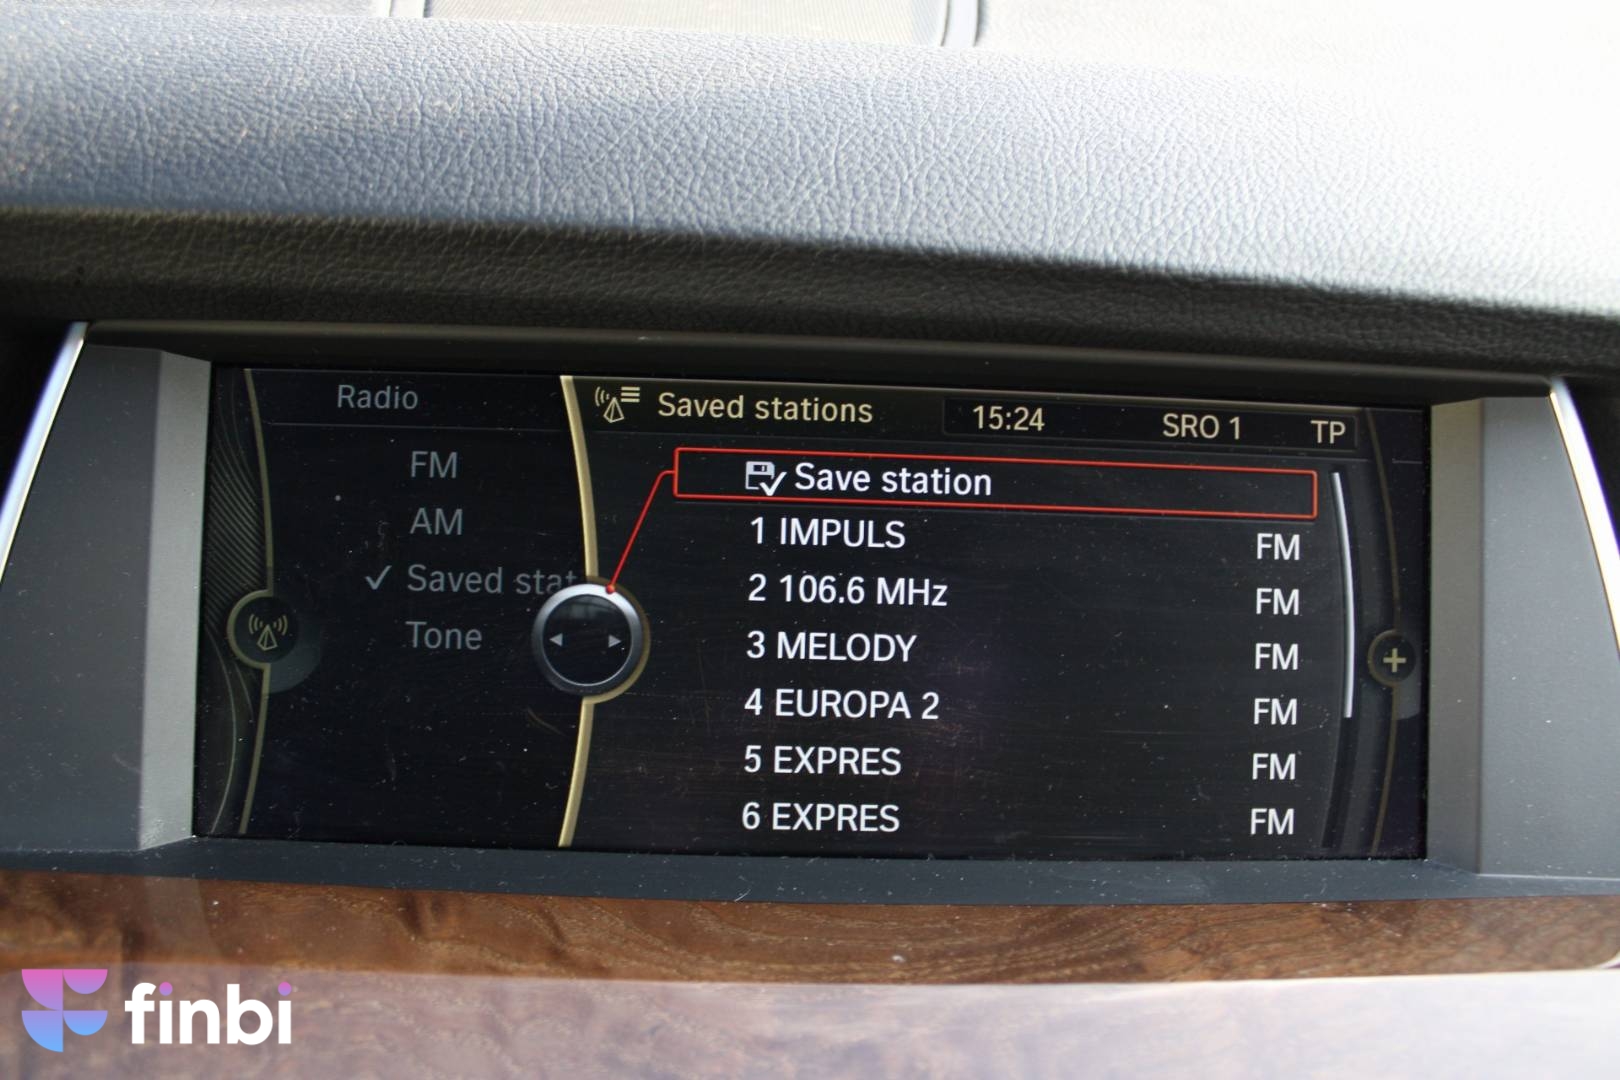 Radio
Saved stations
15:24
SRO 1
TP
FM
AM
Saved stat
Tone
Save station
1 IMPULS FM
2 106.6 MHz FM
3 MELODY FM
4 EUROPA 2 FM
5 EXPRES FM
6 EXPRES FM
finbi